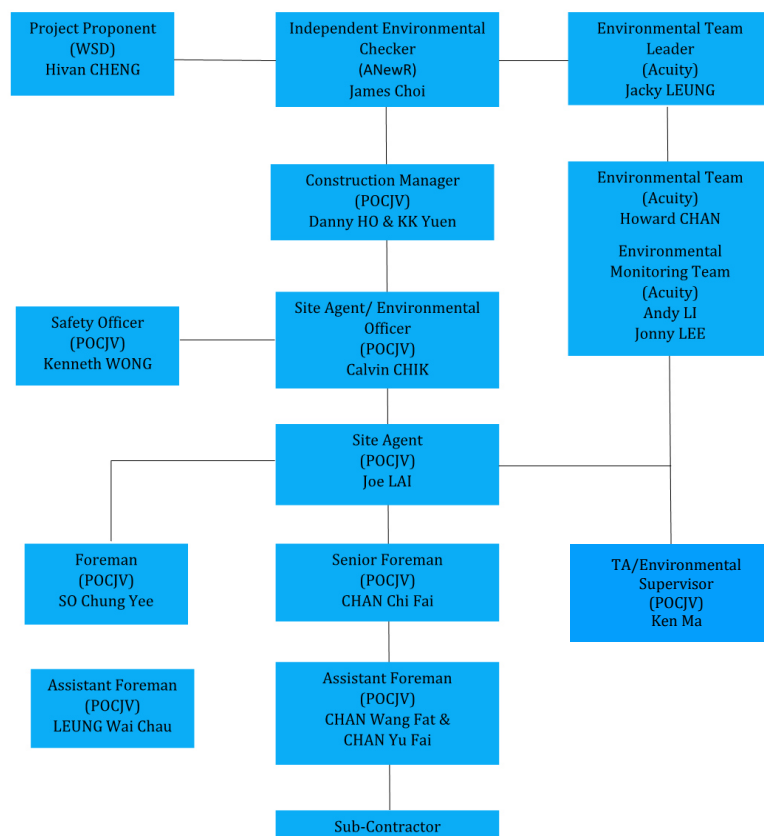 Project Proponent
(WSD)
Hivan CHENG
Independent Environmental
Checker
(ANewR)
James Choi
Environmental Team
Leader
(Acuity)
Jacky LEUNG
Construction Manager
(POCJV)
Danny HO & KK Yuen
Environmental Team
(Acuity)
Howard CHAN
Environmental
Monitoring Team
(Acuity)
Andy LI
Jonny LEE
Safety Officer
(POCJV)
Kenneth WONG
Site Agent/ Environmental
Officer
(POCJV)
Calvin CHIK
Site Agent
(POCJV)
Joe LAI
Foreman
(POCJV)
SO Chung Yee
Senior Foreman
(POCJV)
CHAN Chi Fai
TA/Environmental
Supervisor
(POCJV)
Ken Ma
Assistant Foreman
(POCJV)
LEUNG Wai Chau
Assistant Foreman
(POCJV)
CHAN Wang Fat &
CHAN Yu Fai
Sub-Contractor